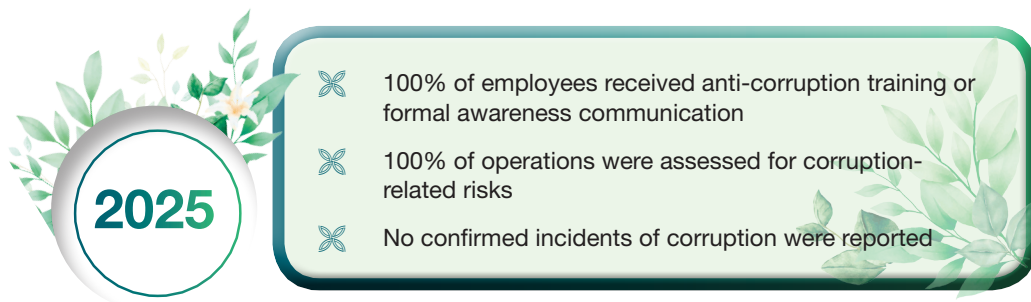 2025
100% of employees received anti-corruption training or
formal awareness communication
100% of operations were assessed for corruption-
related risks
No confirmed incidents of corruption were reported